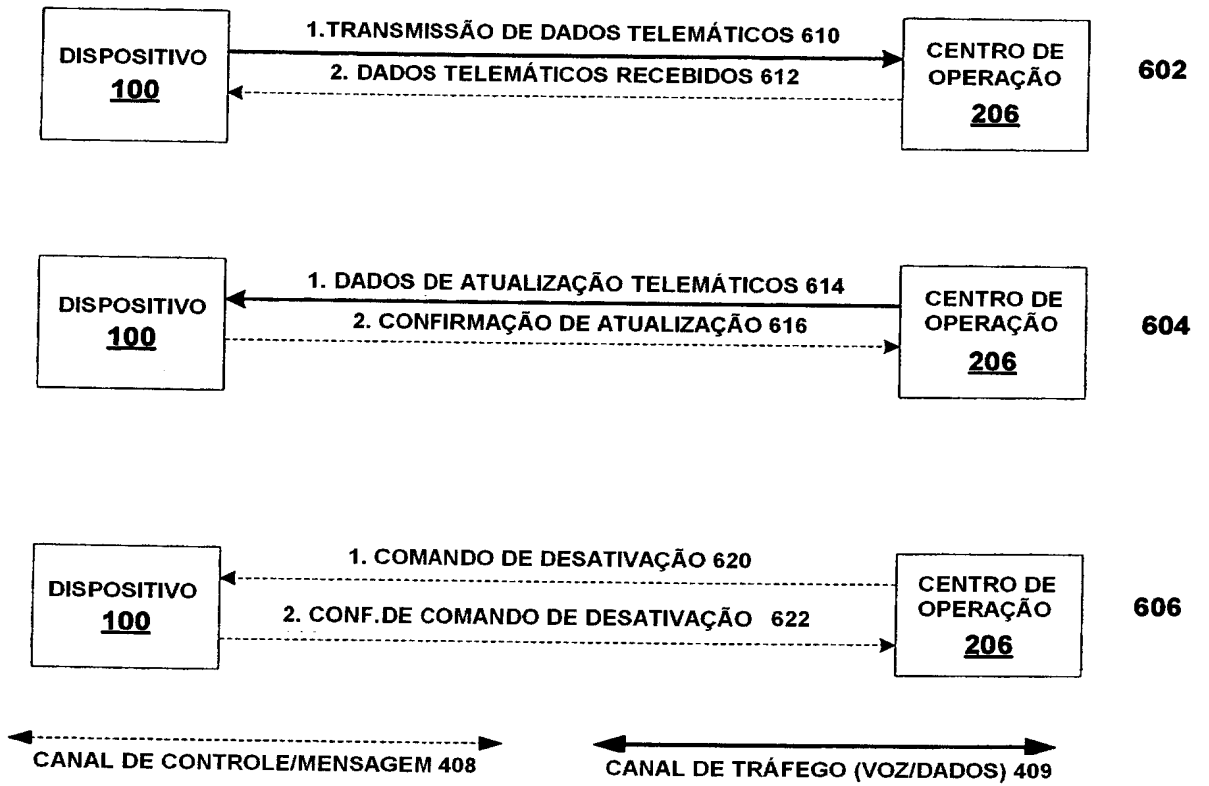 DISPOSITIVO
100
1.TRANSMISSÃO DE DADOS TELEMÁTICOS 610
2. DADOS TELEMÁTICOS RECEBIDOS 612
CENTRO DE
OPERAÇÃO
206
602
DISPOSITIVO
100
1. DADOS DE ATUALIZAÇÃO TELEMÁTICOS 614
2. CONFIRMAÇÃO DE ATUALIZAÇÃO 616
CENTRO DE
OPERAÇÃO
206
604
DISPOSITIVO
100
1. COMANDO DE DESATIVAÇÃO 620
2. CONF.DE COMANDO DE DESATIVAÇÃO 622
CENTRO DE
OPERAÇÃO
206
606
CANAL DE CONTROLE/MENSAGEM 408
CANAL DE TRÁFEGO (VOZ/DADOS) 409